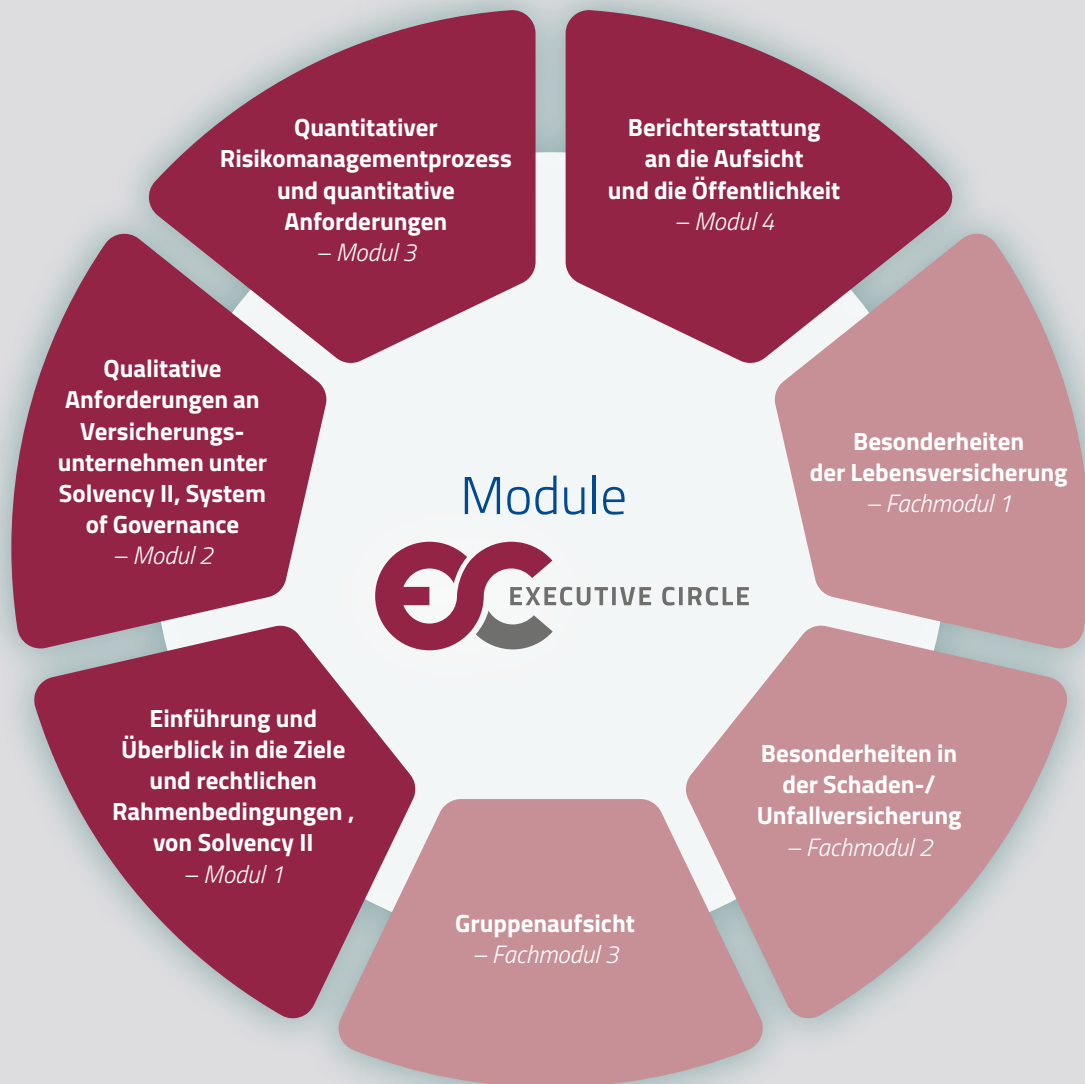 Quantitativer
Risikomanagementprozess
und quantitative
Anforderungen
– Modul 3
Berichterstattung
an die Aufsicht
und die Öffentlichkeit
– Modul 4
Qualitative
Anforderungen an
Versicherungs-
unternehmen unter
Solvency II, System
of Governance
– Modul 2
Besonderheiten
der Lebensversicherung
– Fachmodul 1
Module
EC EXECUTIVE CIRCLE
Einführung und
Überblick in die Ziele
und rechtlichen
Rahmenbedingungen ,
von Solvency II
– Modul 1
Besonderheiten in
der Schaden-/
Unfallversicherung
– Fachmodul 2
Gruppenaufsicht
– Fachmodul 3